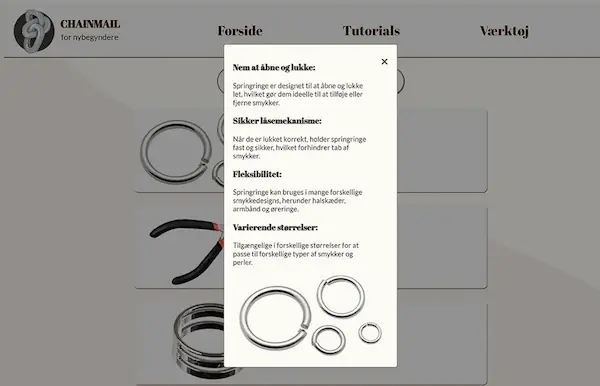 CHAINMAIL
for nybegyndere
Forside
Tutorials
Værktøj
×
Nem at åbne og lukke:
Springringe er designet til at åbne og lukke
let, hvilket gør dem ideelle til at tilføje eller
fjerne smykker.
Sikker låsemekanisme:
Når de er lukket korrekt, holder springringe
fast og sikker, hvilket forhindrer tab af
smykker.
Fleksibilitet:
Springringe kan bruges i mange forskellige
smykkedesigns, herunder halskæder,
armbånd og øreringe.
Varierende størrelser:
Tilgængelige i forskellige størrelser for at
passe til forskellige typer af smykker og
perler.